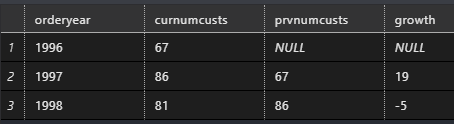 orderyear curnumcusts prvnumcusts growth
1 1996 67 NULL NULL
2 1997 86 67 19
3 1998 81 86 -5